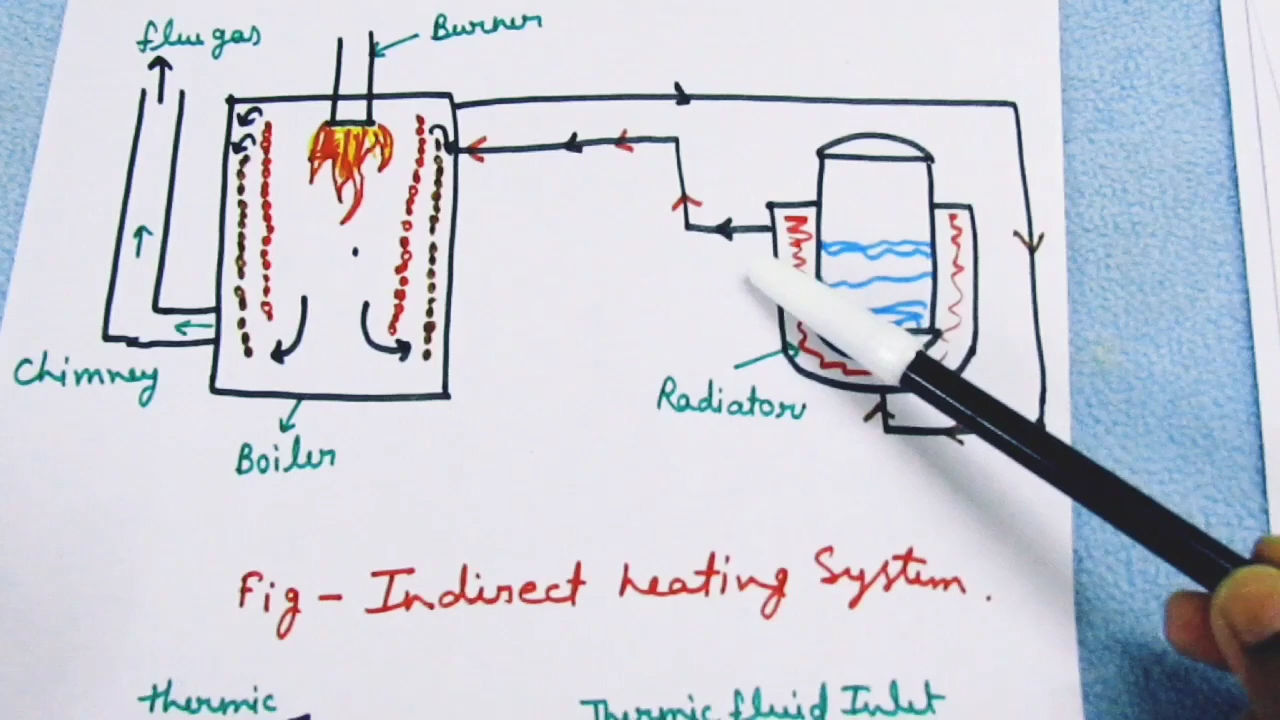 flue gas
Burner
Chimney
Boiler
Radiator
Fig - Indirect heating System.
thermic
Thermic fluid Inlet